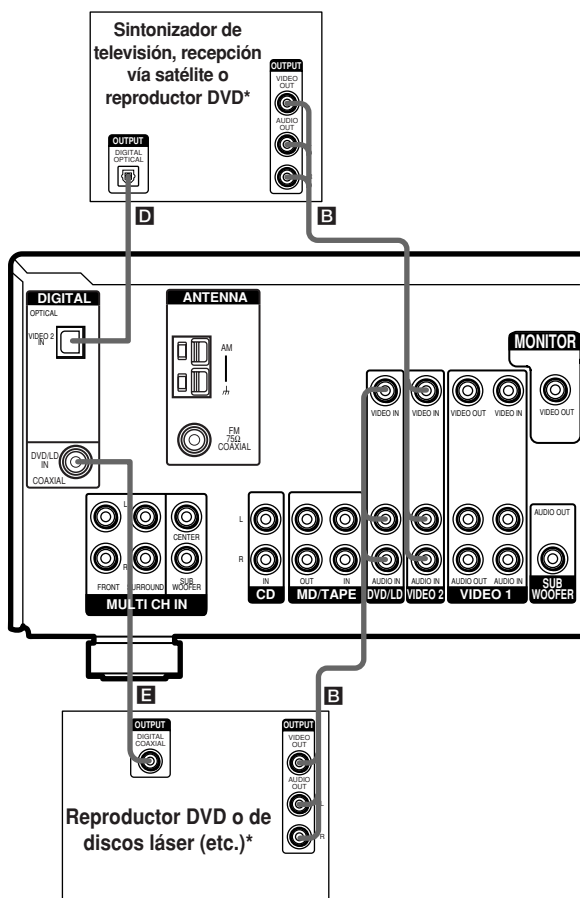 Sintonizador de
televisión, recepción
vía satélite o
reproductor DVD*
OUTPUT
VIDEO
OUT
AUDIO
OUT
OUTPUT
DIGITAL
OPTICAL
D
B
DIGITAL
OPTICAL
VIDEO 2
IN
DVD/LD
IN
COAXIAL
ANTENNA
AM
FM
75Ω
COAXIAL
MONITOR
VIDEO OUT
VIDEO IN
VIDEO IN
VIDEO OUT
VIDEO IN
L
R
FRONT
SURROUND
CENTER
SUB
WOOFER
MULTI CH IN
L
R
IN
CD
OUT
IN
MD/TAPE
AUDIO IN
DVD/LD
AUDIO IN
VIDEO 2
AUDIO OUT
AUDIO IN
VIDEO 1
AUDIO OUT
SUB
WOOFER
E
B
OUTPUT
DIGITAL
COAXIAL
OUTPUT
VIDEO
OUT
AUDIO
OUT
L
R
Reproductor DVD o de
discos láser (etc.)*